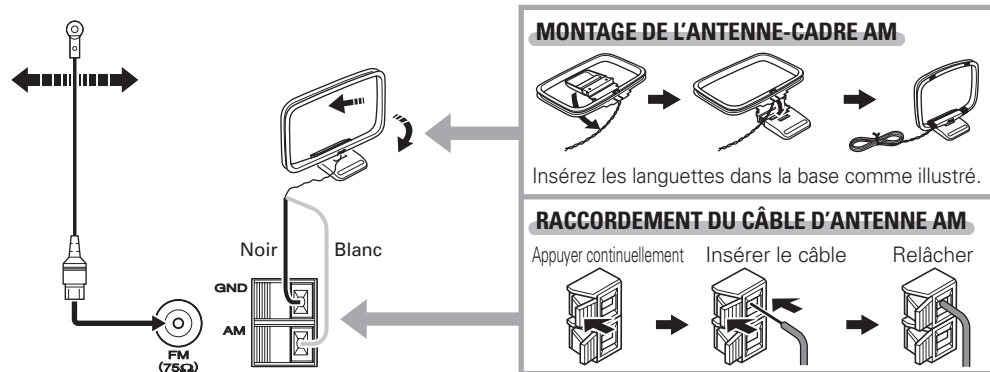 MONTAGE DE L'ANTENNE-CADRE AM
Insérez les languettes dans la base comme illustré.
RACCORDEMENT DU CÂBLE D'ANTENNE AM
Appuyer continuellement Insérer le câble Relâcher
Noir Blanc
GND
AM
FM
(75Ω)